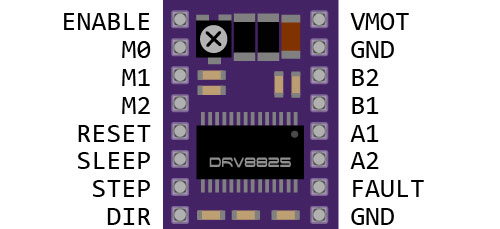 ENABLE VMOT
M0 GND
M1 B2
M2 B1
RESET A1
SLEEP A2
STEP FAULT
DIR GND
DRV8825